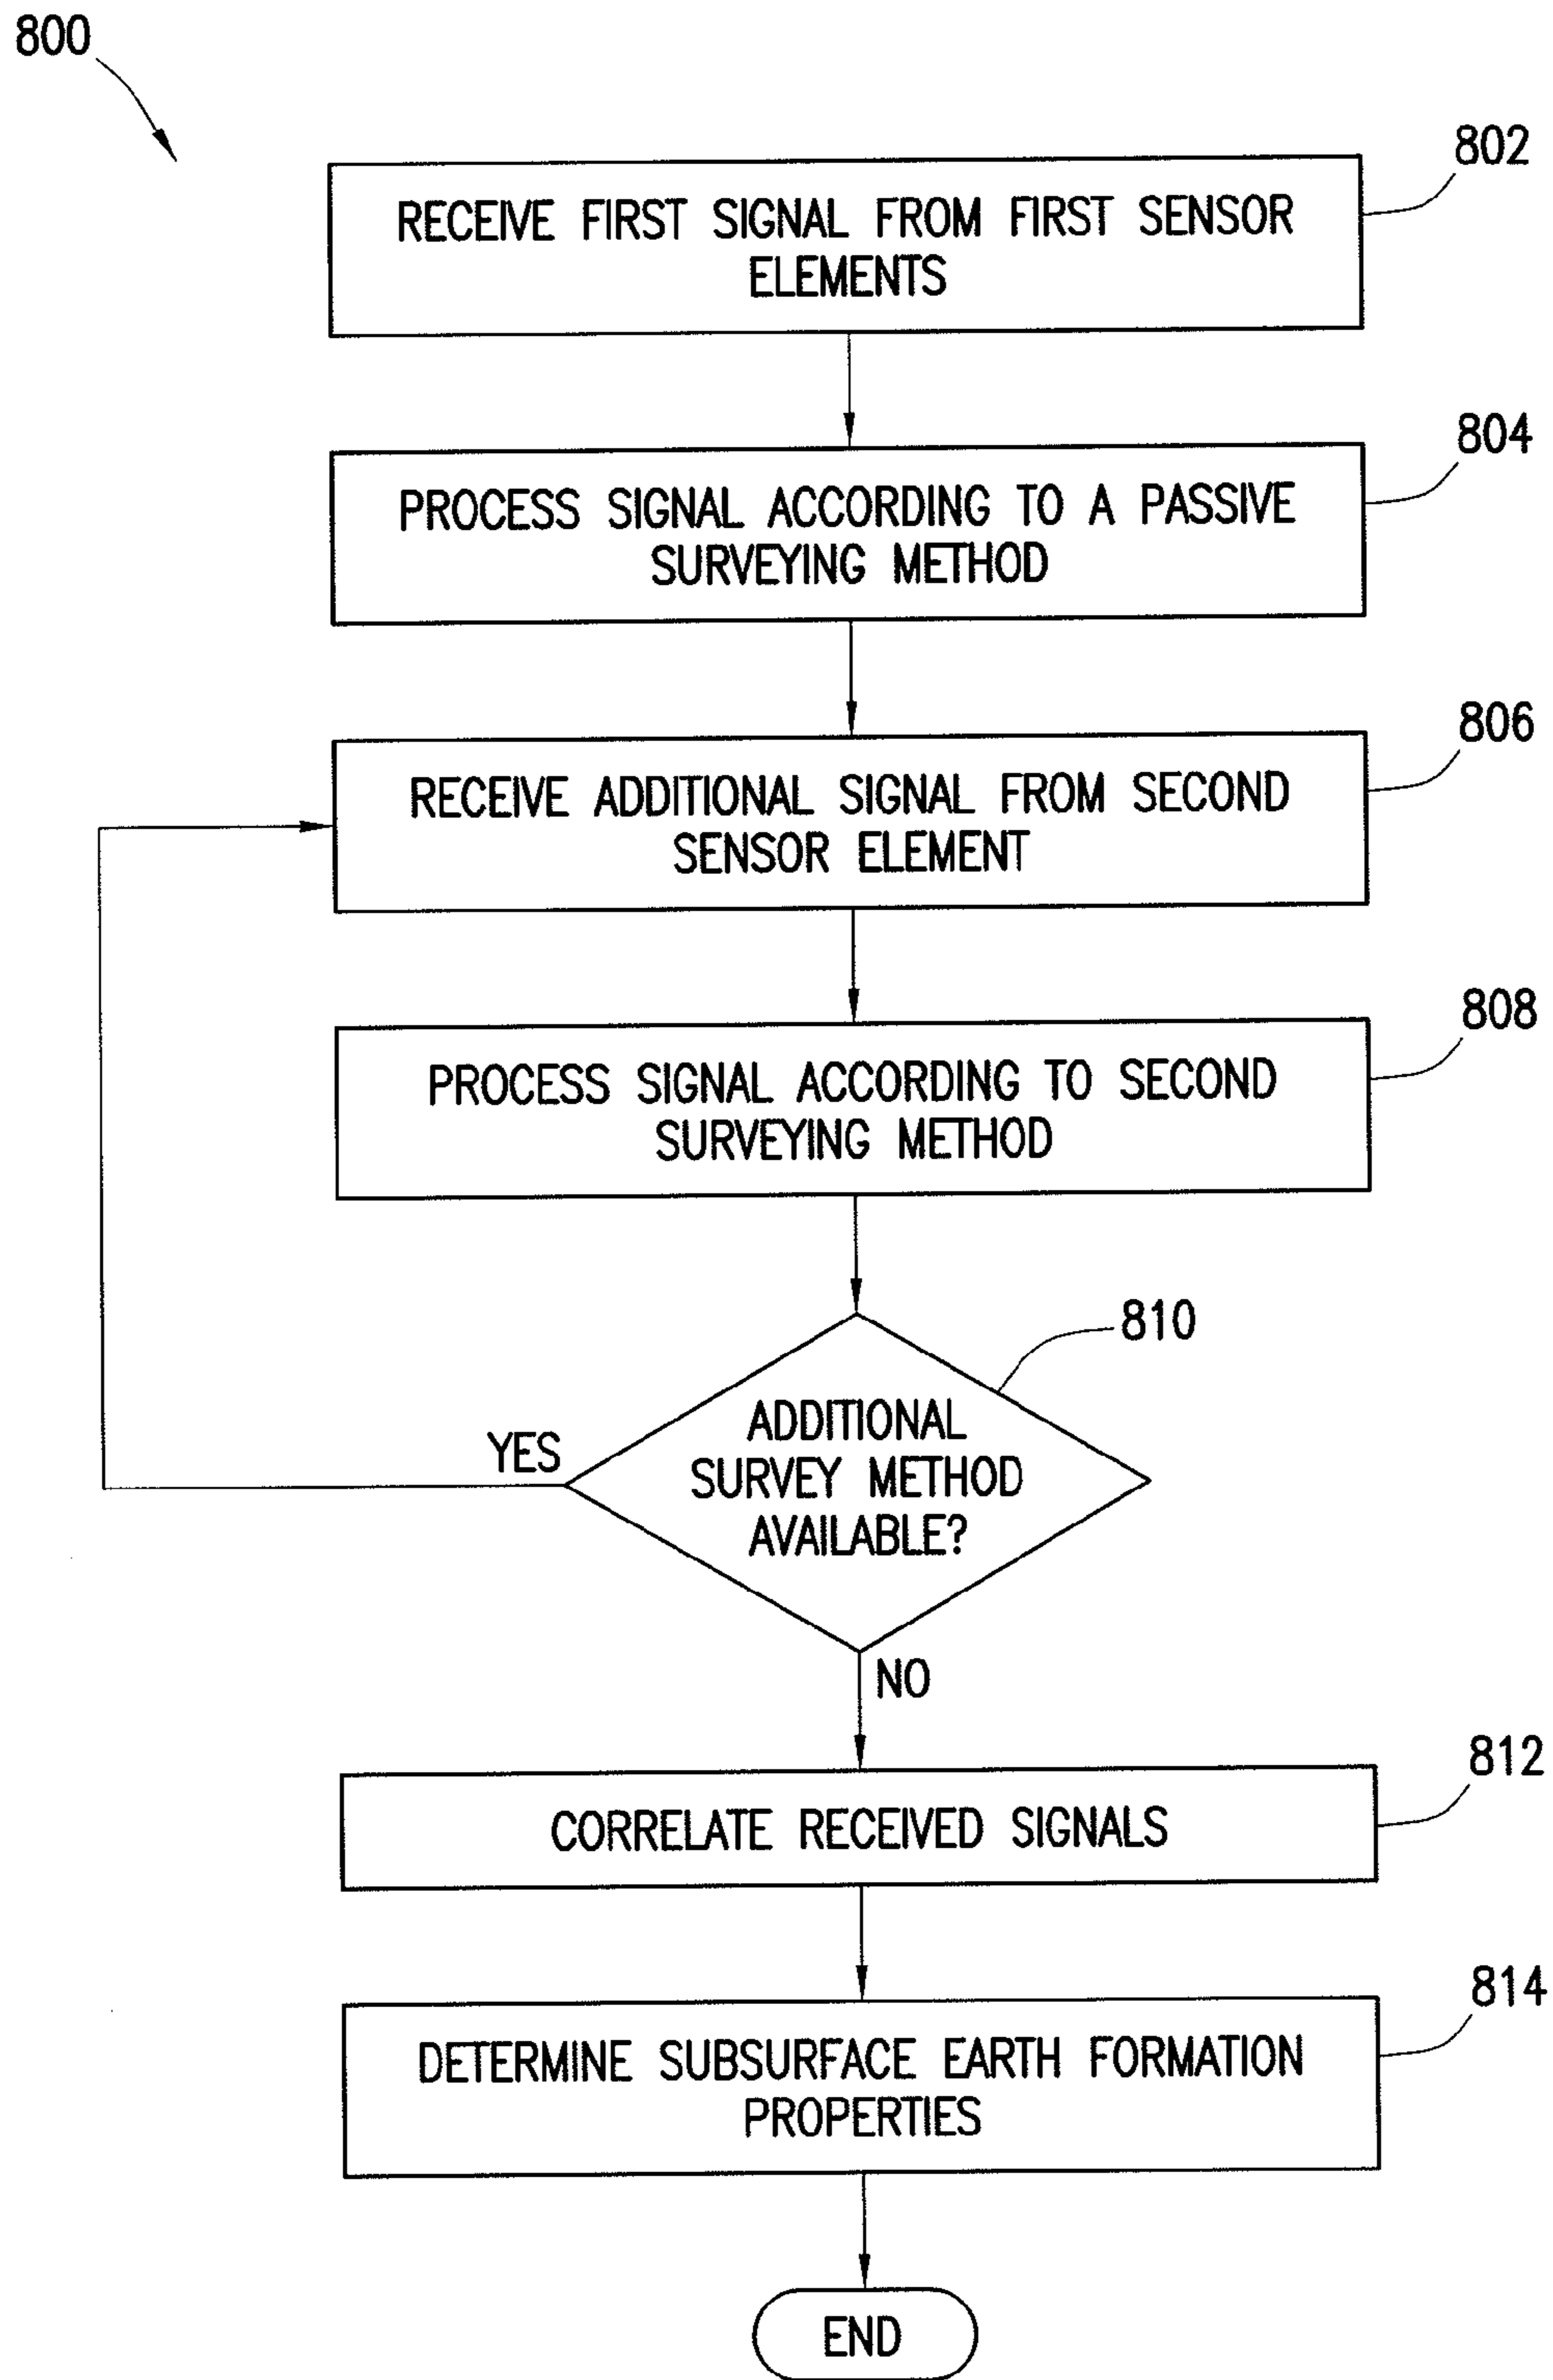 800
802
RECEIVE FIRST SIGNAL FROM FIRST SENSOR
ELEMENTS
804
PROCESS SIGNAL ACCORDING TO A PASSIVE
SURVEYING METHOD
806
RECEIVE ADDITIONAL SIGNAL FROM SECOND
SENSOR ELEMENT
808
PROCESS SIGNAL ACCORDING TO SECOND
SURVEYING METHOD
810
ADDITIONAL
SURVEY METHOD
AVAILABLE?
YES
NO
812
CORRELATE RECEIVED SIGNALS
814
DETERMINE SUBSURFACE EARTH FORMATION
PROPERTIES
END